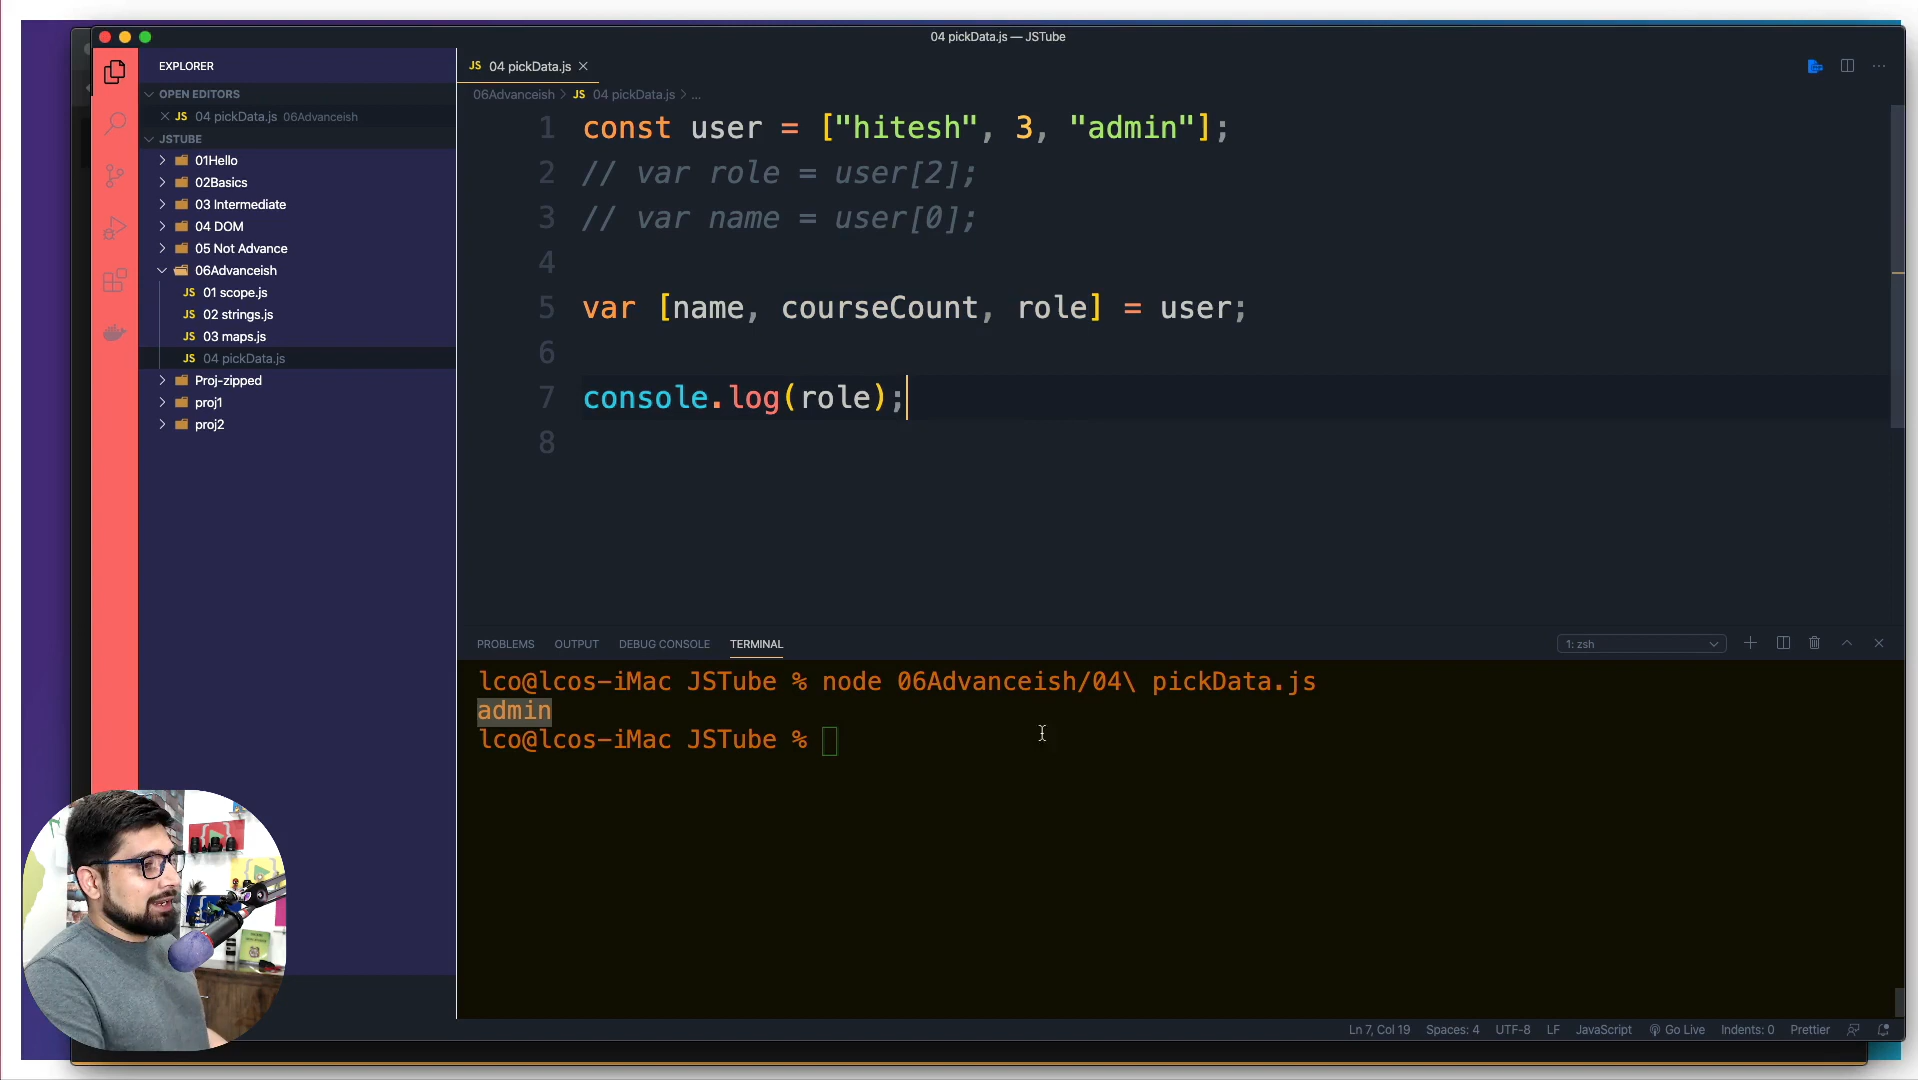 04 pickData.js — JSTube
EXPLORER
OPEN EDITORS
JS 04 pickData.js 06Advanceish
JSTUBE
01Hello
02Basics
03 Intermediate
04 DOM
05 Not Advance
06Advanceish
JS 01 scope.js
JS 02 strings.js
JS 03 maps.js
JS 04 pickData.js
Proj-zipped
proj1
proj2
JS 04 pickData.js
06Advanceish > JS 04 pickData.js > ...
1 const user = ["hitesh", 3, "admin"];
2 // var role = user[2];
3 // var name = user[0];
4
5 var [name, courseCount, role] = user;
6
7 console.log(role);
8
PROBLEMS OUTPUT DEBUG CONSOLE TERMINAL 1: zsh
lco@lcos-iMac JSTube % node 06Advanceish/04\ pickData.js
admin
lco@lcos-iMac JSTube %
Ln 7, Col 19 Spaces: 4 UTF-8 LF JavaScript Go Live Indents: 0 Prettier